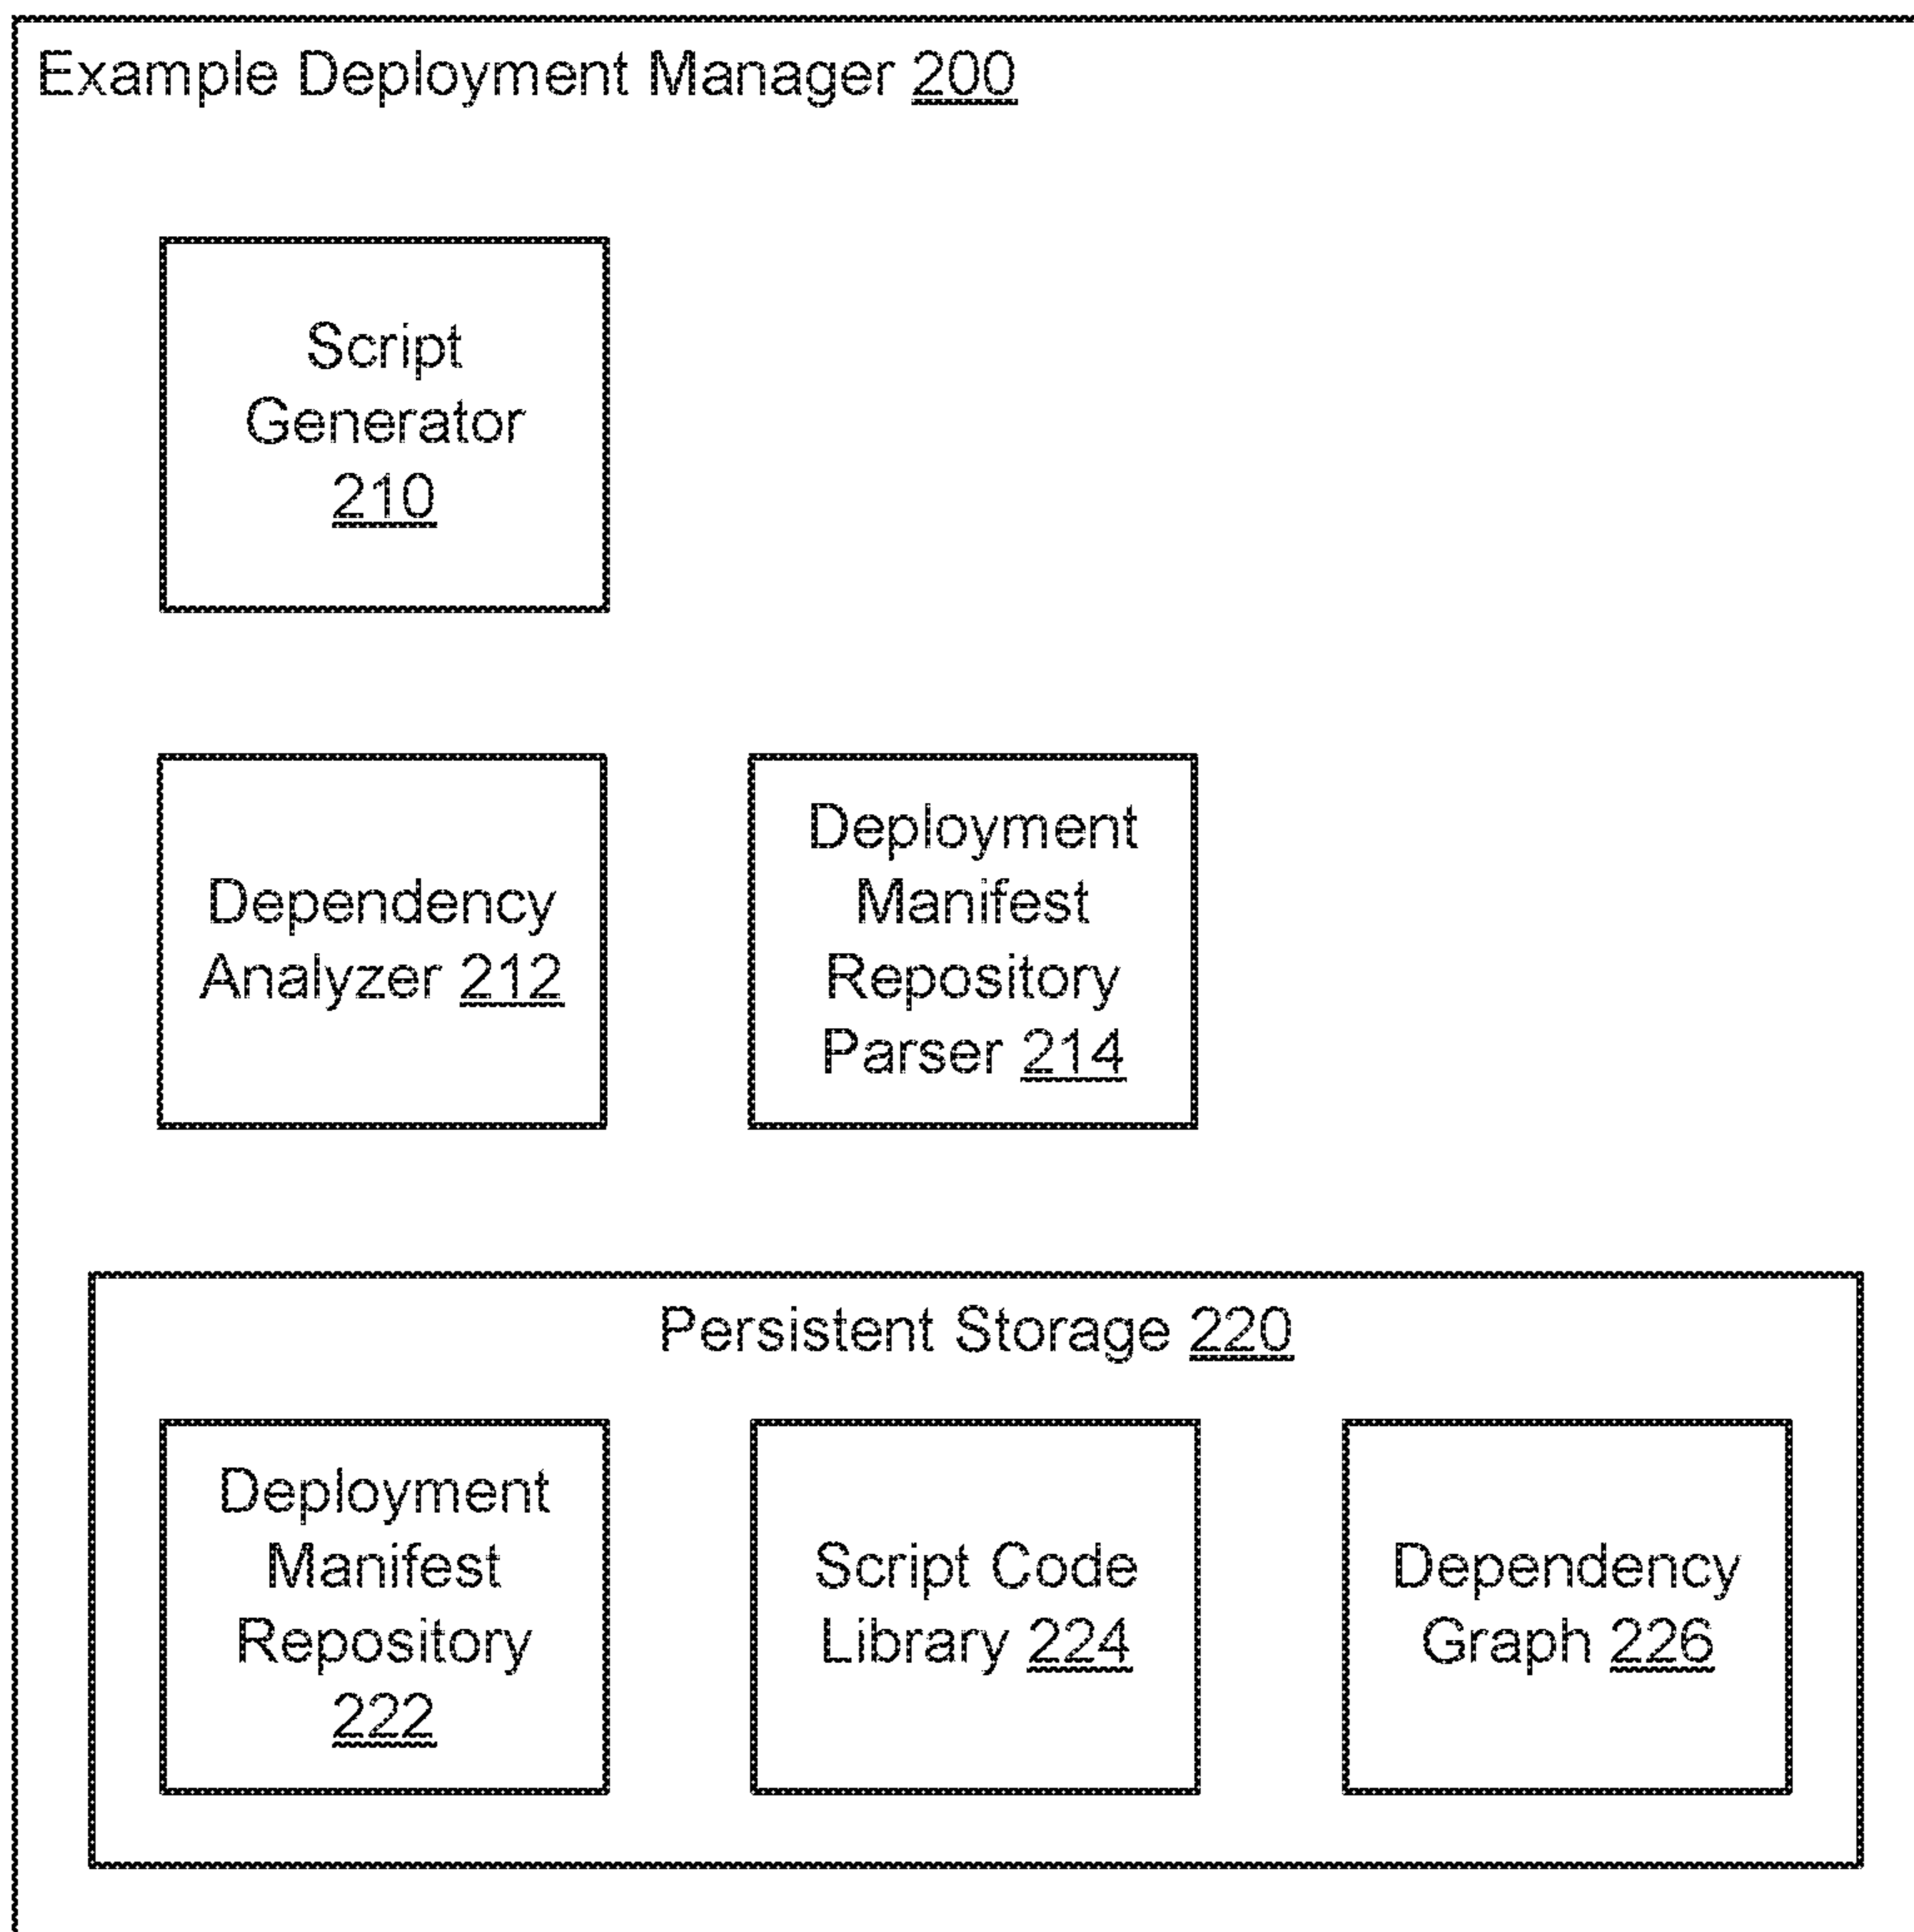 Example Deployment Manager 200
Script
Generator
210
Dependency
Analyzer 212
Deployment
Manifest
Repository
Parser 214
Persistent Storage 220
Deployment
Manifest
Repository
222
Script Code
Library 224
Dependency
Graph 226